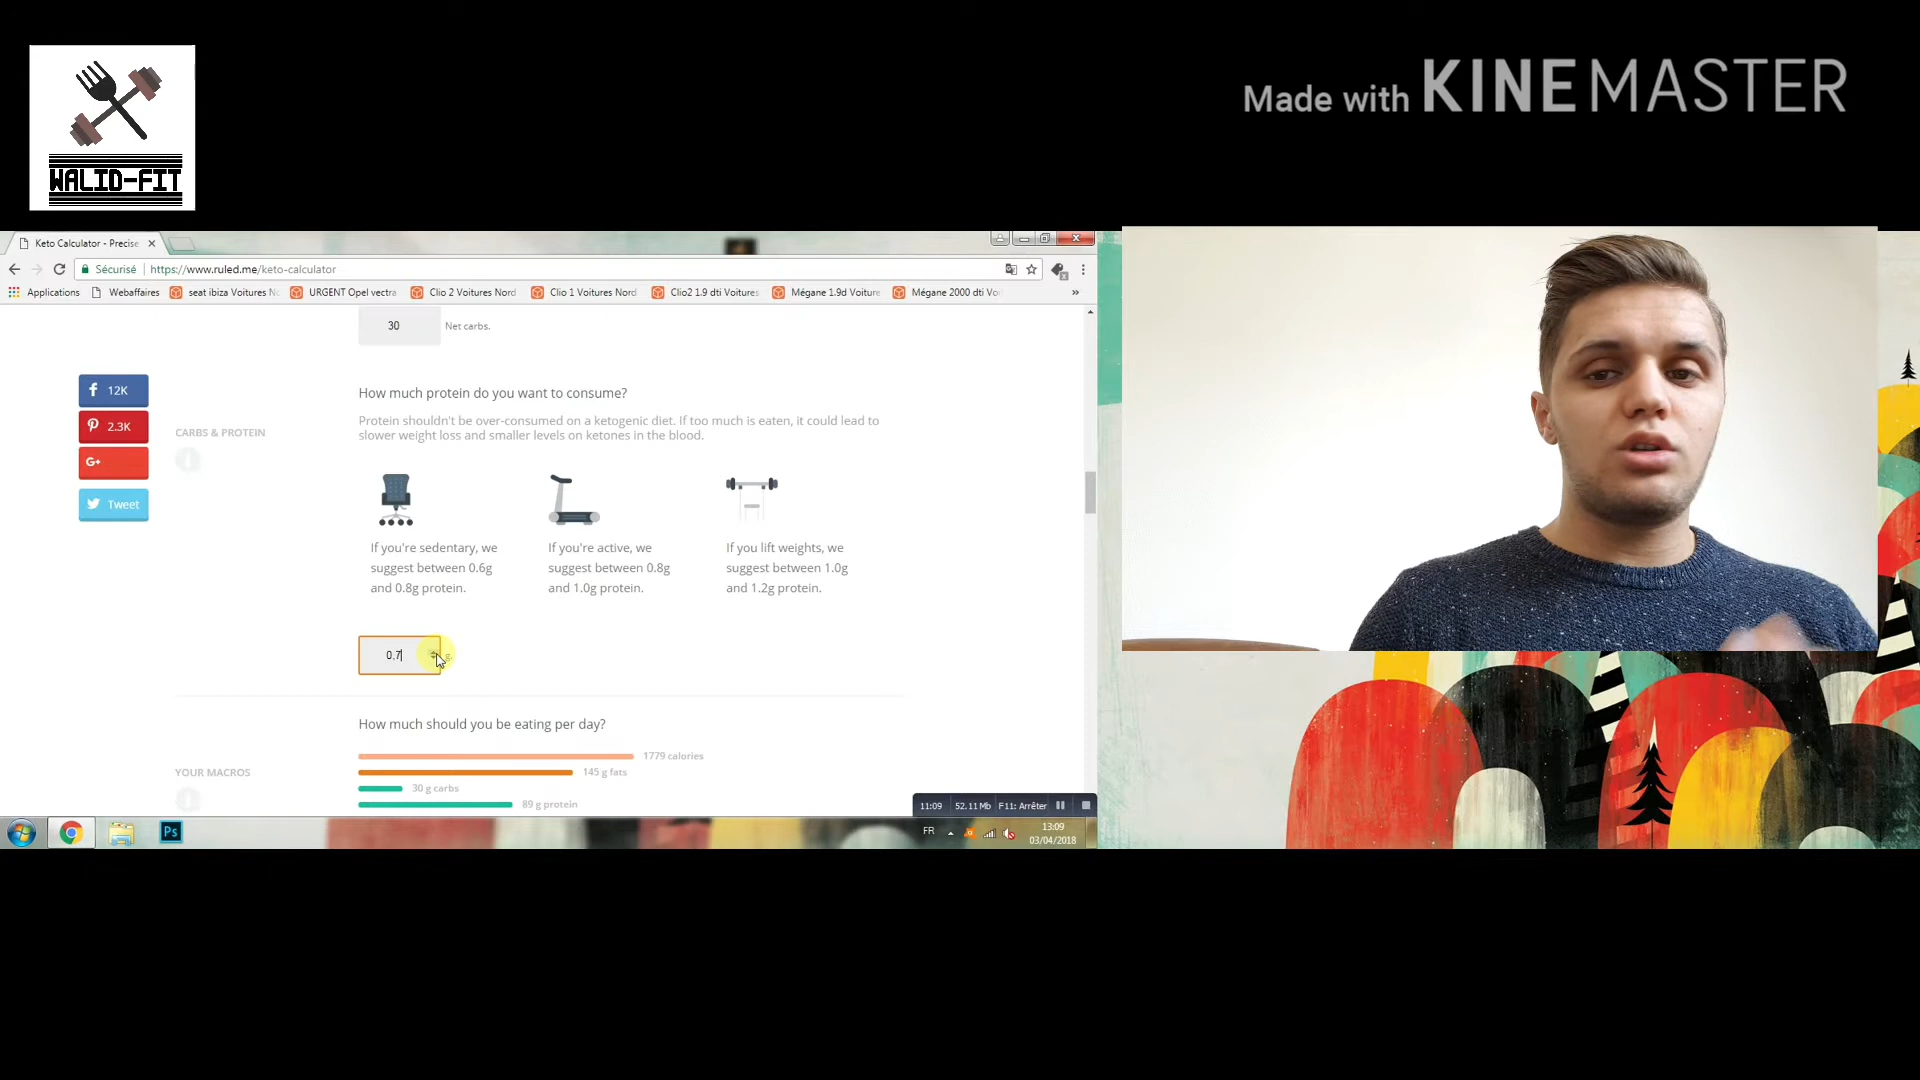 Made with KINEMASTER
WALID-FIT
Keto Calculator - Precise
Sécurisé https://www.ruled.me/keto-calculator
Applications Webaffaires seat ibiza Voitures URGENT Opel vectra Clio 2 Voitures Nord Clio 1 Voitures Nord Clio2 1.9 dti Voitures Mégane 1.9d Voiture Mégane 2000 dti »
30 Net carbs.
12K
2.3K
G+
Tweet
CARBS & PROTEIN
How much protein do you want to consume?
Protein shouldn't be over-consumed on a ketogenic diet. If too much is eaten, it could lead to
slower weight loss and smaller levels on ketones in the blood.
If you're sedentary, we
suggest between 0.6g
and 0.8g protein.
If you're active, we
suggest between 0.8g
and 1.0g protein.
If you lift weights, we
suggest between 1.0g
and 1.2g protein.
0.7
How much should you be eating per day?
YOUR MACROS
1779 calories
145 g fats
30 g carbs
89 g protein
11:09 52.11 Mb F11: Arrêter
Ps
FR
13:09
03/04/2018